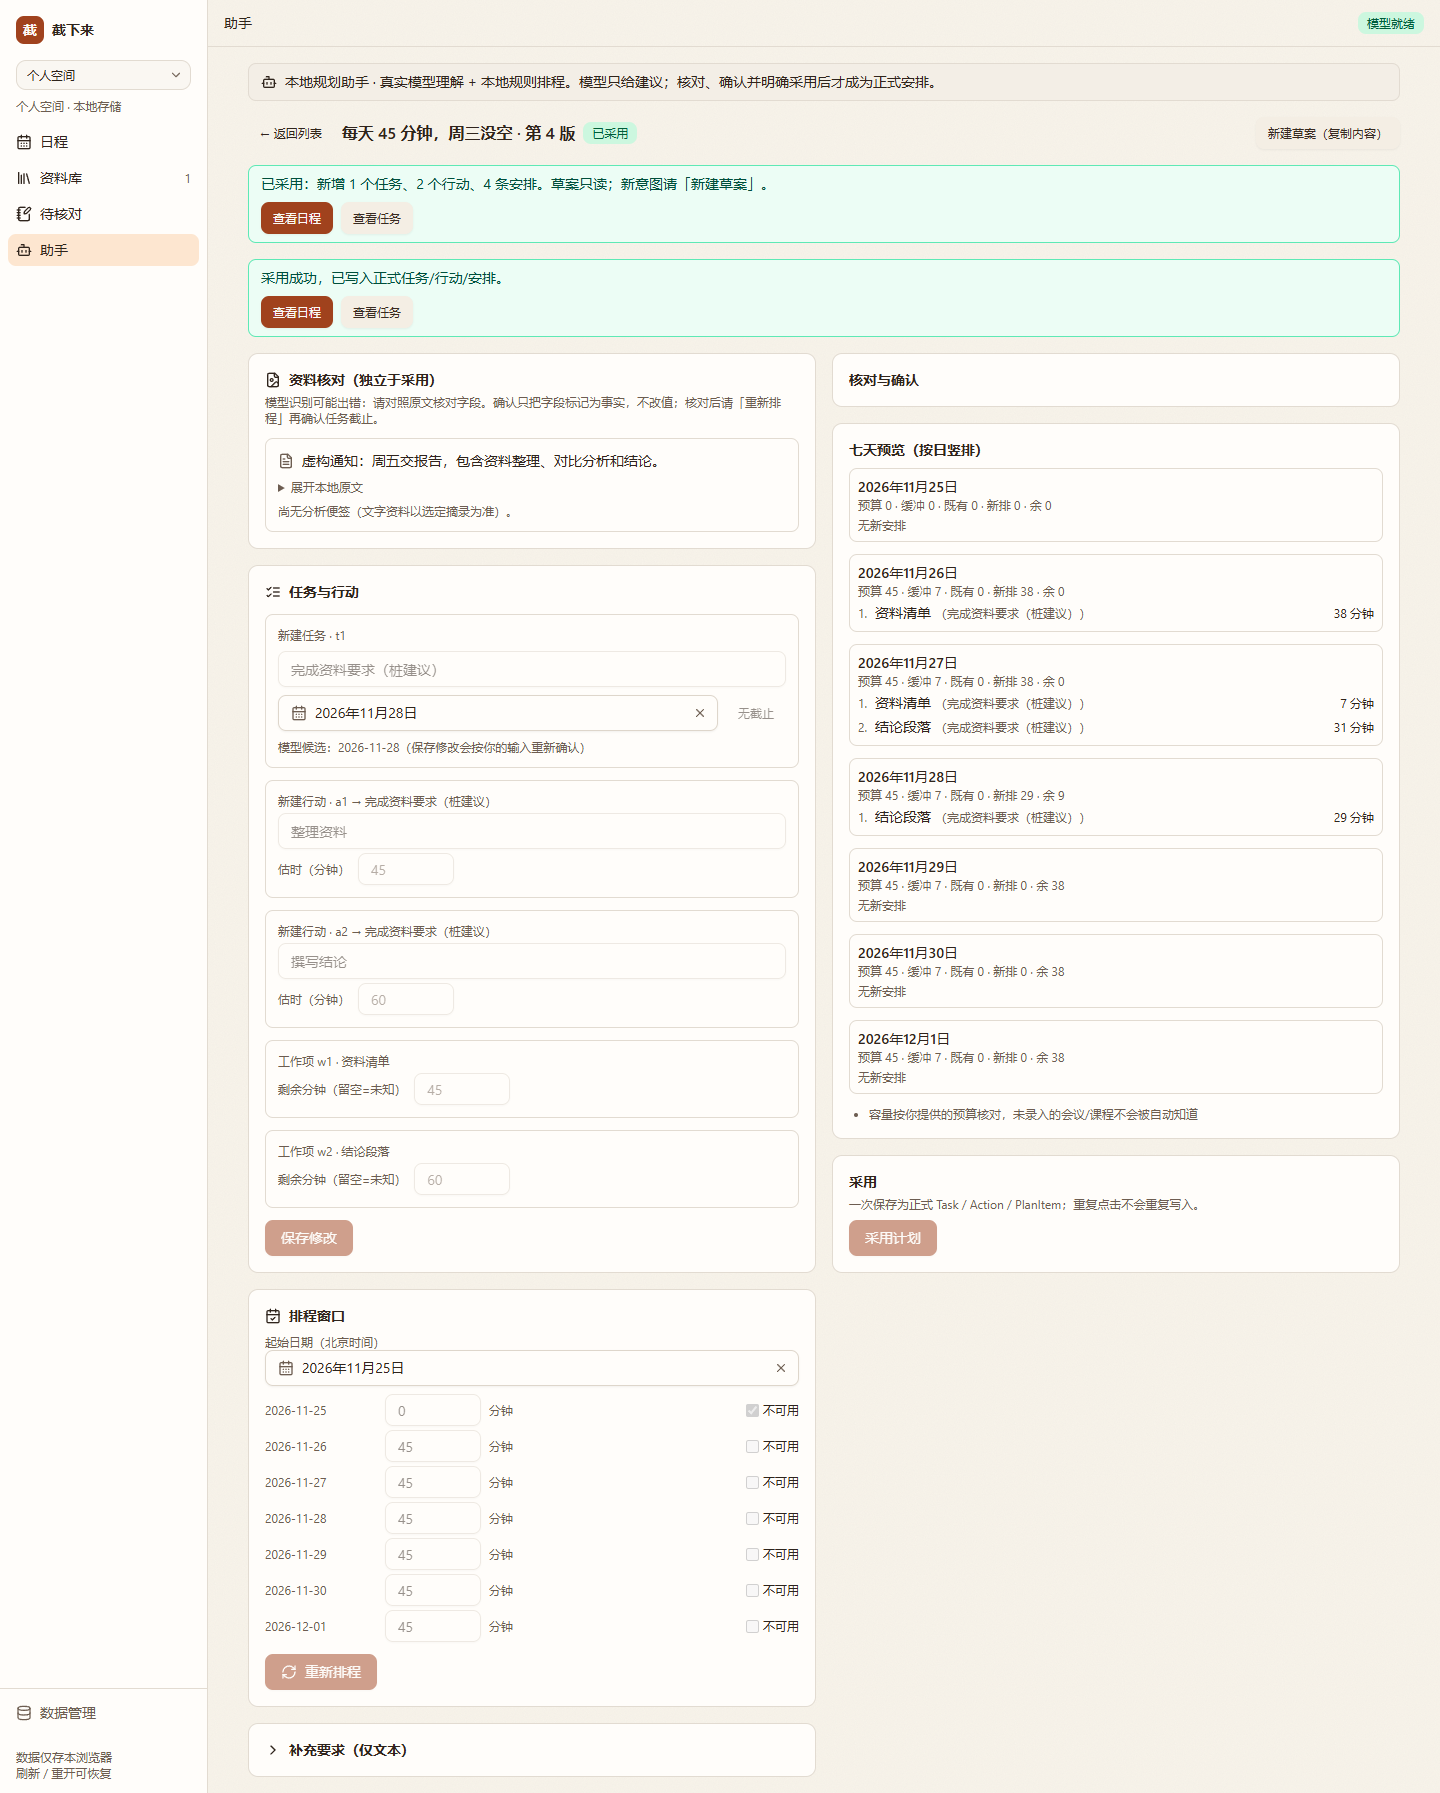 截 截下来
个人空间
个人空间 · 本地存储
日程
资料库 1
待核对
助手
数据管理
数据仅存本浏览器
刷新 / 重开可恢复
助手
模型就绪
本地规划助手 · 真实模型理解 + 本地规则排程。模型只给建议；核对、确认并明确采用后才成为正式安排。
← 返回列表
每天 45 分钟，周三没空 · 第 4 版 已采用
新建草案（复制内容）
已采用：新增 1 个任务、2 个行动、4 条安排。草案只读；新意图请「新建草案」。
查看日程 查看任务
采用成功，已写入正式任务/行动/安排。
查看日程 查看任务
资料核对（独立于采用）
模型识别可能出错：请对照原文核对字段。确认只把字段标记为事实，不改值；核对后请「重新排
程」再确认任务截止。
虚构通知：周五交报告，包含资料整理、对比分析和结论。
▶ 展开本地原文
尚无分析便签（文字资料以选定摘录为准）。
任务与行动
新建任务 · t1
完成资料要求（桩建议）
2026年11月28日 × 无截止
模型候选：2026-11-28（保存修改会按你的输入重新确认）
新建行动 · a1 → 完成资料要求（桩建议）
整理资料
估时（分钟） 45
新建行动 · a2 → 完成资料要求（桩建议）
撰写结论
估时（分钟） 60
工作项 w1 · 资料清单
剩余分钟（留空=未知） 45
工作项 w2 · 结论段落
剩余分钟（留空=未知） 60
保存修改
排程窗口
起始日期（北京时间）
2026年11月25日 ×
2026-11-25 0 分钟 不可用
2026-11-26 45 分钟 不可用
2026-11-27 45 分钟 不可用
2026-11-28 45 分钟 不可用
2026-11-29 45 分钟 不可用
2026-11-30 45 分钟 不可用
2026-12-01 45 分钟 不可用
重新排程
补充要求（仅文本）
核对与确认
七天预览（按日竖排）
2026年11月25日
预算 0 · 缓冲 0 · 既有 0 · 新排 0 · 余 0
无新安排
2026年11月26日
预算 45 · 缓冲 7 · 既有 0 · 新排 38 · 余 0
1. 资料清单 （完成资料要求（桩建议）） 38 分钟
2026年11月27日
预算 45 · 缓冲 7 · 既有 0 · 新排 38 · 余 0
1. 资料清单 （完成资料要求（桩建议）） 7 分钟
2. 结论段落 （完成资料要求（桩建议）） 31 分钟
2026年11月28日
预算 45 · 缓冲 7 · 既有 0 · 新排 29 · 余 9
1. 结论段落 （完成资料要求（桩建议）） 29 分钟
2026年11月29日
预算 45 · 缓冲 7 · 既有 0 · 新排 0 · 余 38
无新安排
2026年11月30日
预算 45 · 缓冲 7 · 既有 0 · 新排 0 · 余 38
无新安排
2026年12月1日
预算 45 · 缓冲 7 · 既有 0 · 新排 0 · 余 38
无新安排
• 容量按你提供的预算核对，未录入的会议/课程不会被自动知道
采用
一次保存为正式 Task / Action / PlanItem；重复点击不会重复写入。
采用计划